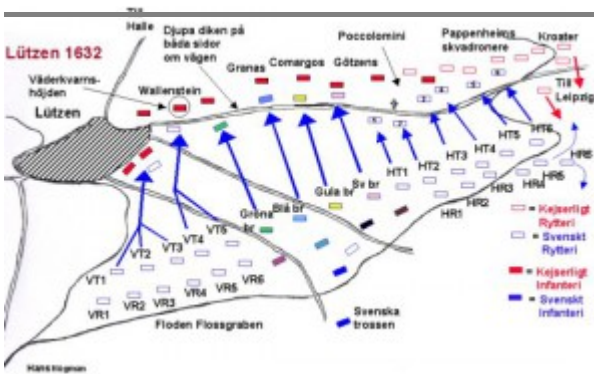 Till
Halle
Djupa diken på
båda sidor
om vägen
Poccolomini
Pappenheims
skvadronere
Kroater
Lützen 1632
Granas
Comargos
Götzens
Väderkvarns-
höjden
Wallenstein
Till
Leipzig
Lützen
HT1
HT2
HT3
HT4
HT5
HT6
HR1
HR2
HR3
HR4
HR5
HR6
Gröna
br
Blå br
Gula br
Sv br
VT1
VT2
VT3
VT4
VT5
VR1
VR2
VR3
VR4
VR5
VR6
= Kejserligt
Rytteri
= Svenskt
Rytteri
= Kejserligt
Infanteri
= Svenskt
Infanteri
Svenska
trossen
Floden Flossgraben
Hans Högman